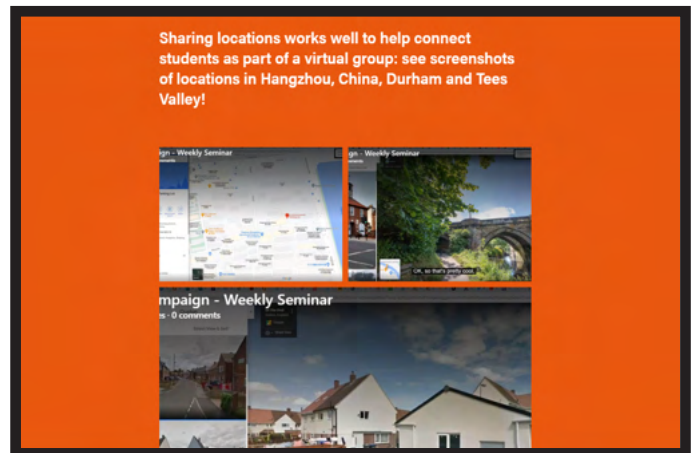 Sharing locations works well to help connect
students as part of a virtual group: see screenshots
of locations in Hangzhou, China, Durham and Tees
Valley!
ign - Weekly Seminar
gn - Weekly Seminar
OK, so that's pretty cool.
mpaign - Weekly Seminar
es · 0 comments